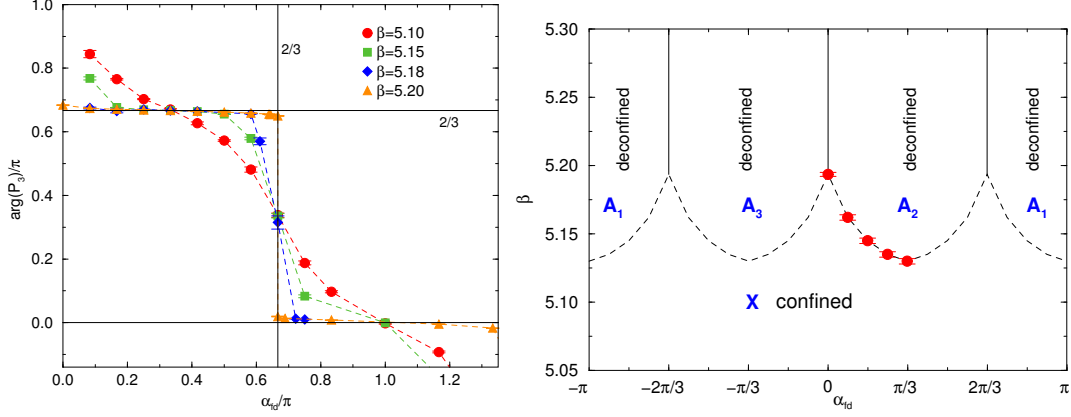 β=5.10
β=5.15
β=5.18
β=5.20
2/3
2/3
1.0
0.8
0.6
0.4
0.2
0.0
arg(P₃)/π
0.0 0.2 0.4 0.6 0.8 1.0 1.2
α_fd/π
5.30
5.25
5.20
5.15
5.10
5.05
β
deconfined
deconfined
deconfined
deconfined
A₁
A₃
A₂
A₁
X confined
−π −2π/3 −π/3 0 π/3 2π/3 π
α_fd